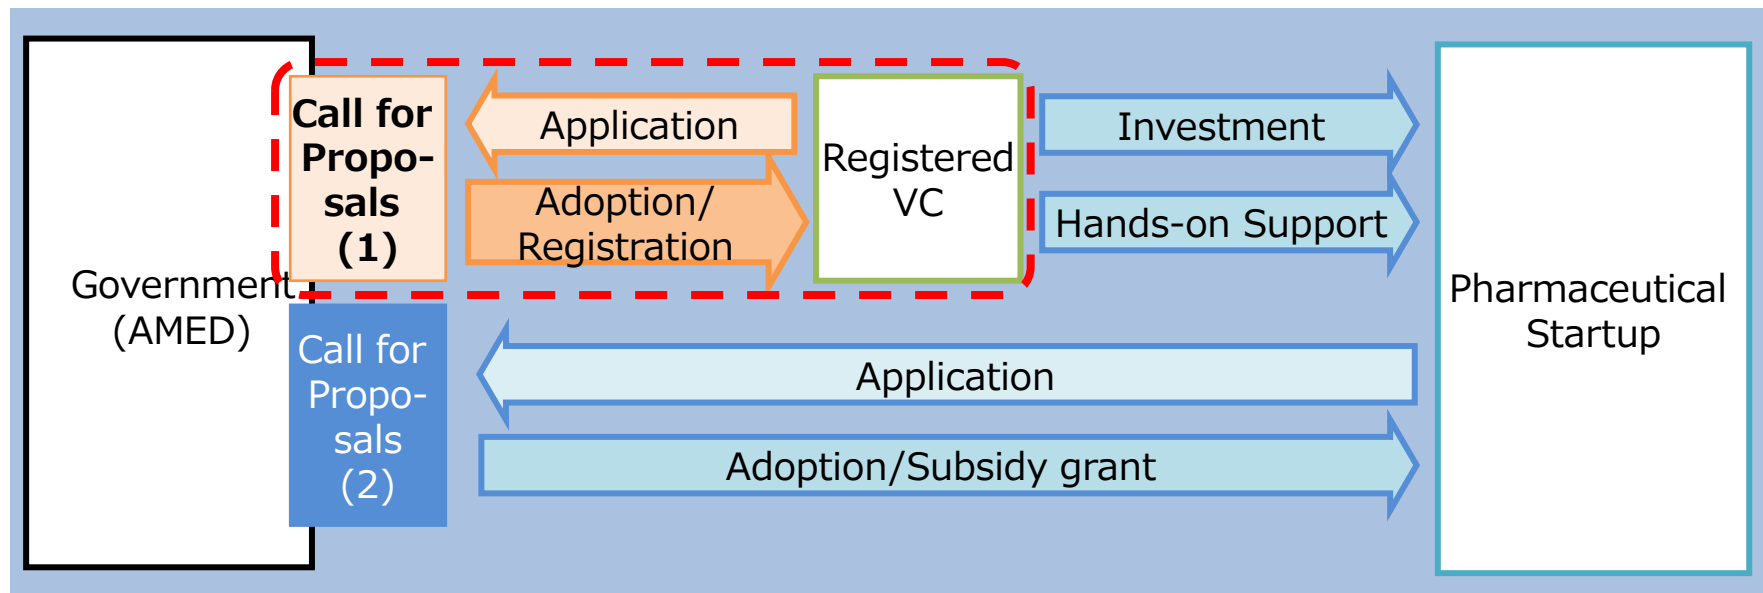 Government
(AMED)
Call for
Propo-
sals
(1)
Application
Adoption/
Registration
Registered
VC
Investment
Hands-on Support
Call for
Propo-
sals
(2)
Application
Adoption/Subsidy grant
Pharmaceutical
Startup